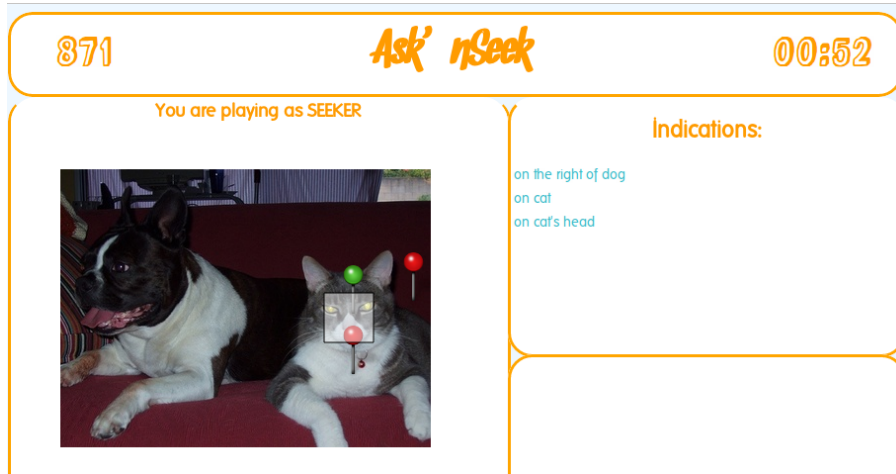 871
Ask' nSeek
00:52
You are playing as SEEKER
Indications:
on the right of dog
on cat
on cat's head